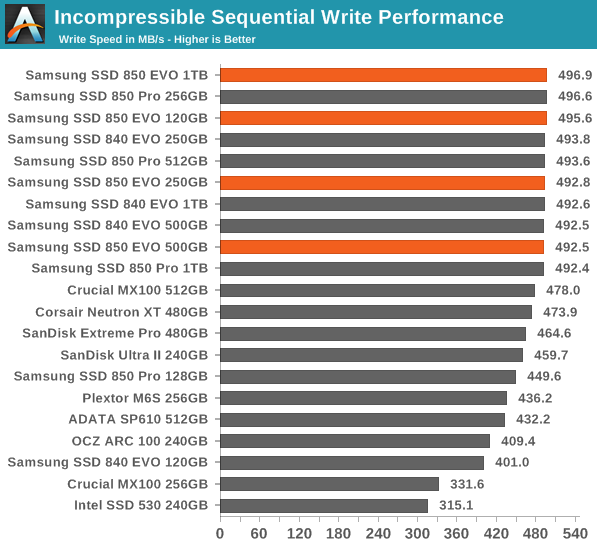 Incompressible Sequential Write Performance
Write Speed in MB/s - Higher is Better
Samsung SSD 850 EVO 1TB 496.9
Samsung SSD 850 Pro 256GB 496.6
Samsung SSD 850 EVO 120GB 495.6
Samsung SSD 840 EVO 250GB 493.8
Samsung SSD 850 Pro 512GB 493.6
Samsung SSD 850 EVO 250GB 492.8
Samsung SSD 840 EVO 1TB 492.6
Samsung SSD 840 EVO 500GB 492.5
Samsung SSD 850 EVO 500GB 492.5
Samsung SSD 850 Pro 1TB 492.4
Crucial MX100 512GB 478.0
Corsair Neutron XT 480GB 473.9
SanDisk Extreme Pro 480GB 464.6
SanDisk Ultra II 240GB 459.7
Samsung SSD 850 Pro 128GB 449.6
Plextor M6S 256GB 436.2
ADATA SP610 512GB 432.2
OCZ ARC 100 240GB 409.4
Samsung SSD 840 EVO 120GB 401.0
Crucial MX100 256GB 331.6
Intel SSD 530 240GB 315.1
0 60 120 180 240 300 360 420 480 540